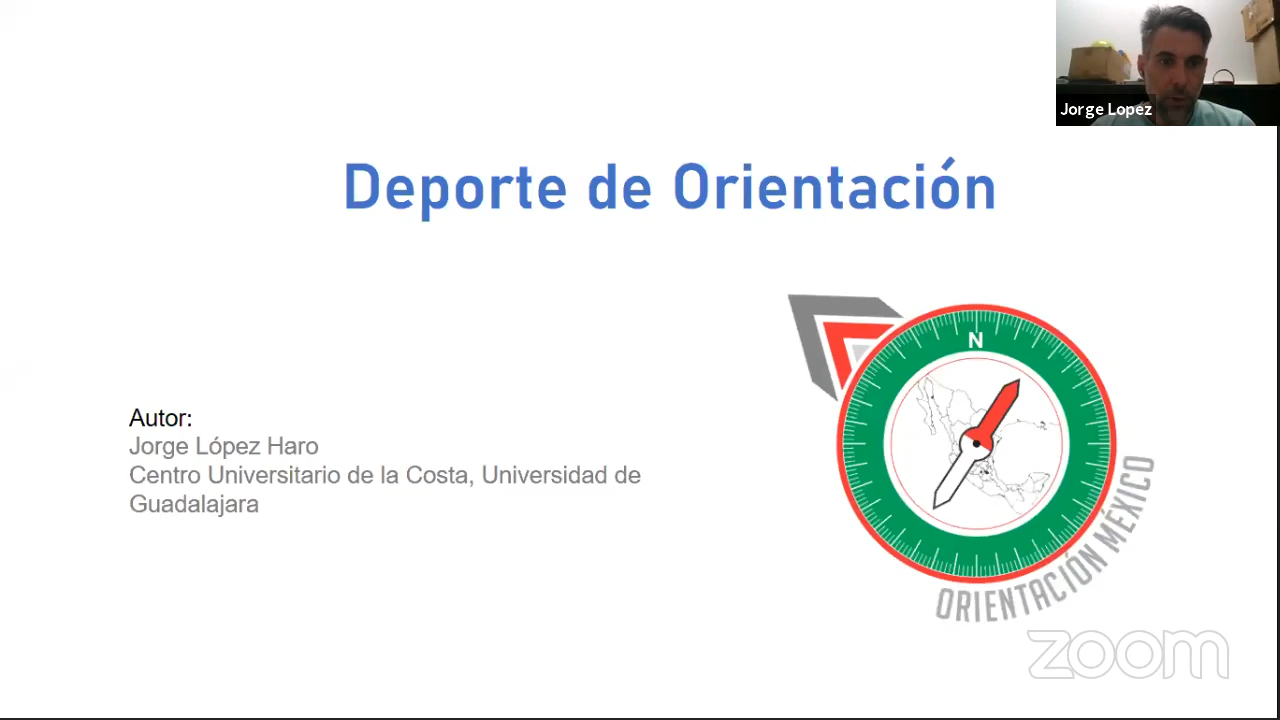 Jorge Lopez
Deporte de Orientación
N
Autor:
Jorge López Haro
Centro Universitario de la Costa, Universidad de
Guadalajara
ORIENTACIÓN MÉXICO
zoom